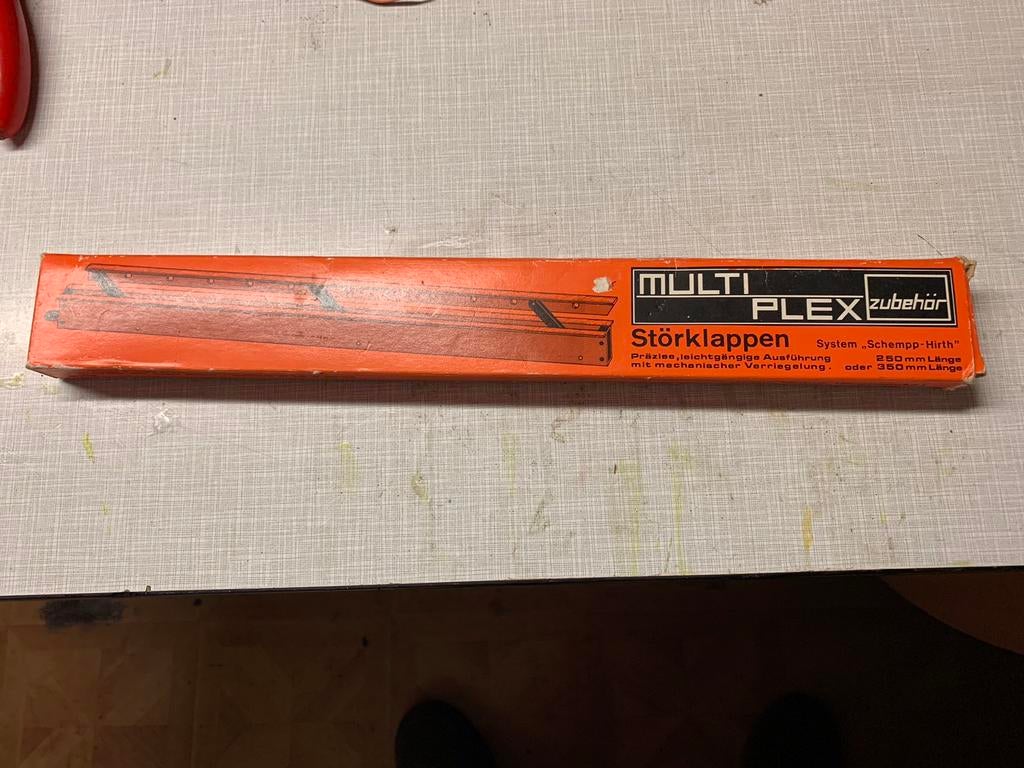 MULTI
PLEX
zubehör
Störklappen System „Schempp-Hirth"
Präzise, leichtgängige Ausführung 250 mm Länge
mit mechanischer Verriegelung. oder 350 mm Länge